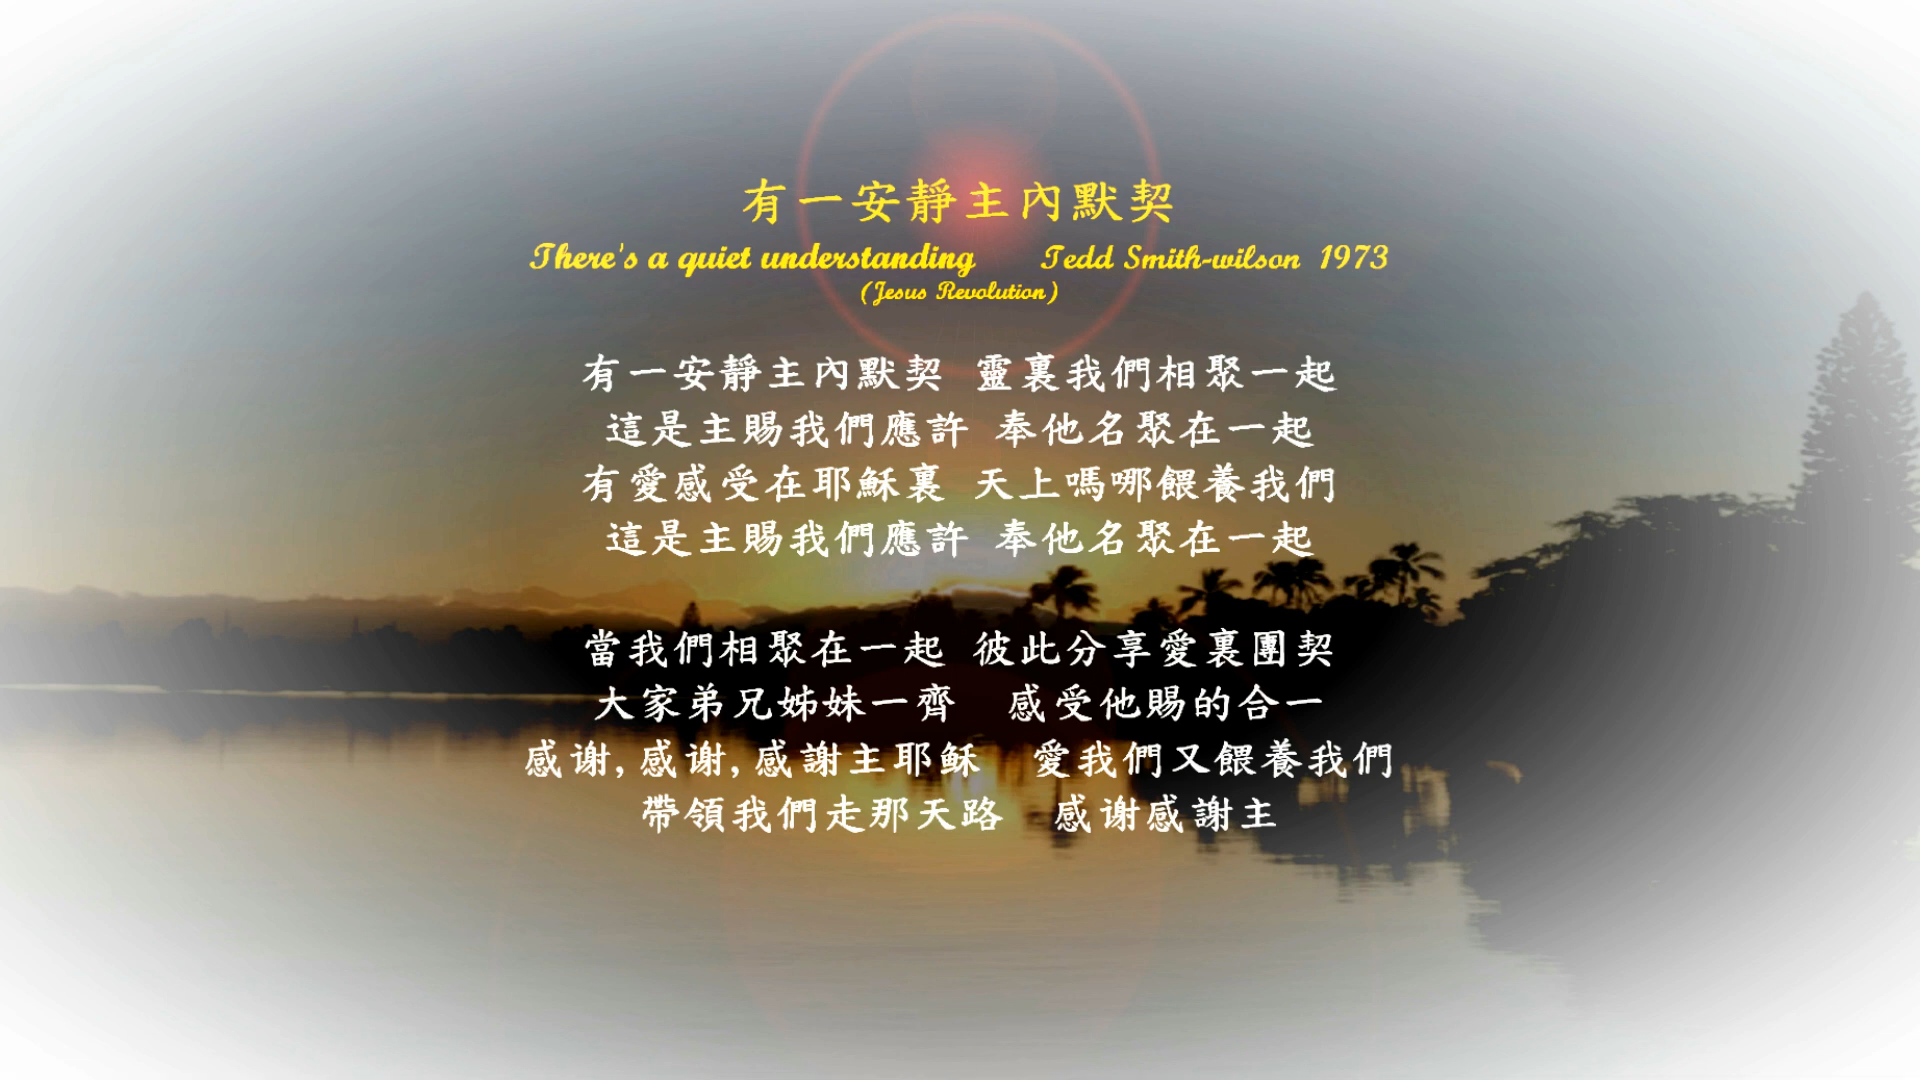 有一安靜主內默契
There's a quiet understanding Tedd Smith-wilson 1973
(Jesus Revolution)
有一安靜主內默契 靈裏我們相聚一起
這是主賜我們應許 奉他名聚在一起
有愛感受在耶穌裏 天上嗎哪餵養我們
這是主賜我們應許 奉他名聚在一起
當我們相聚在一起 彼此分享愛裏團契
大家弟兄姊妹一齊 感受他賜的合一
感谢,感谢,感謝主耶稣 愛我們又餵養我們
帶領我們走那天路 感谢感謝主